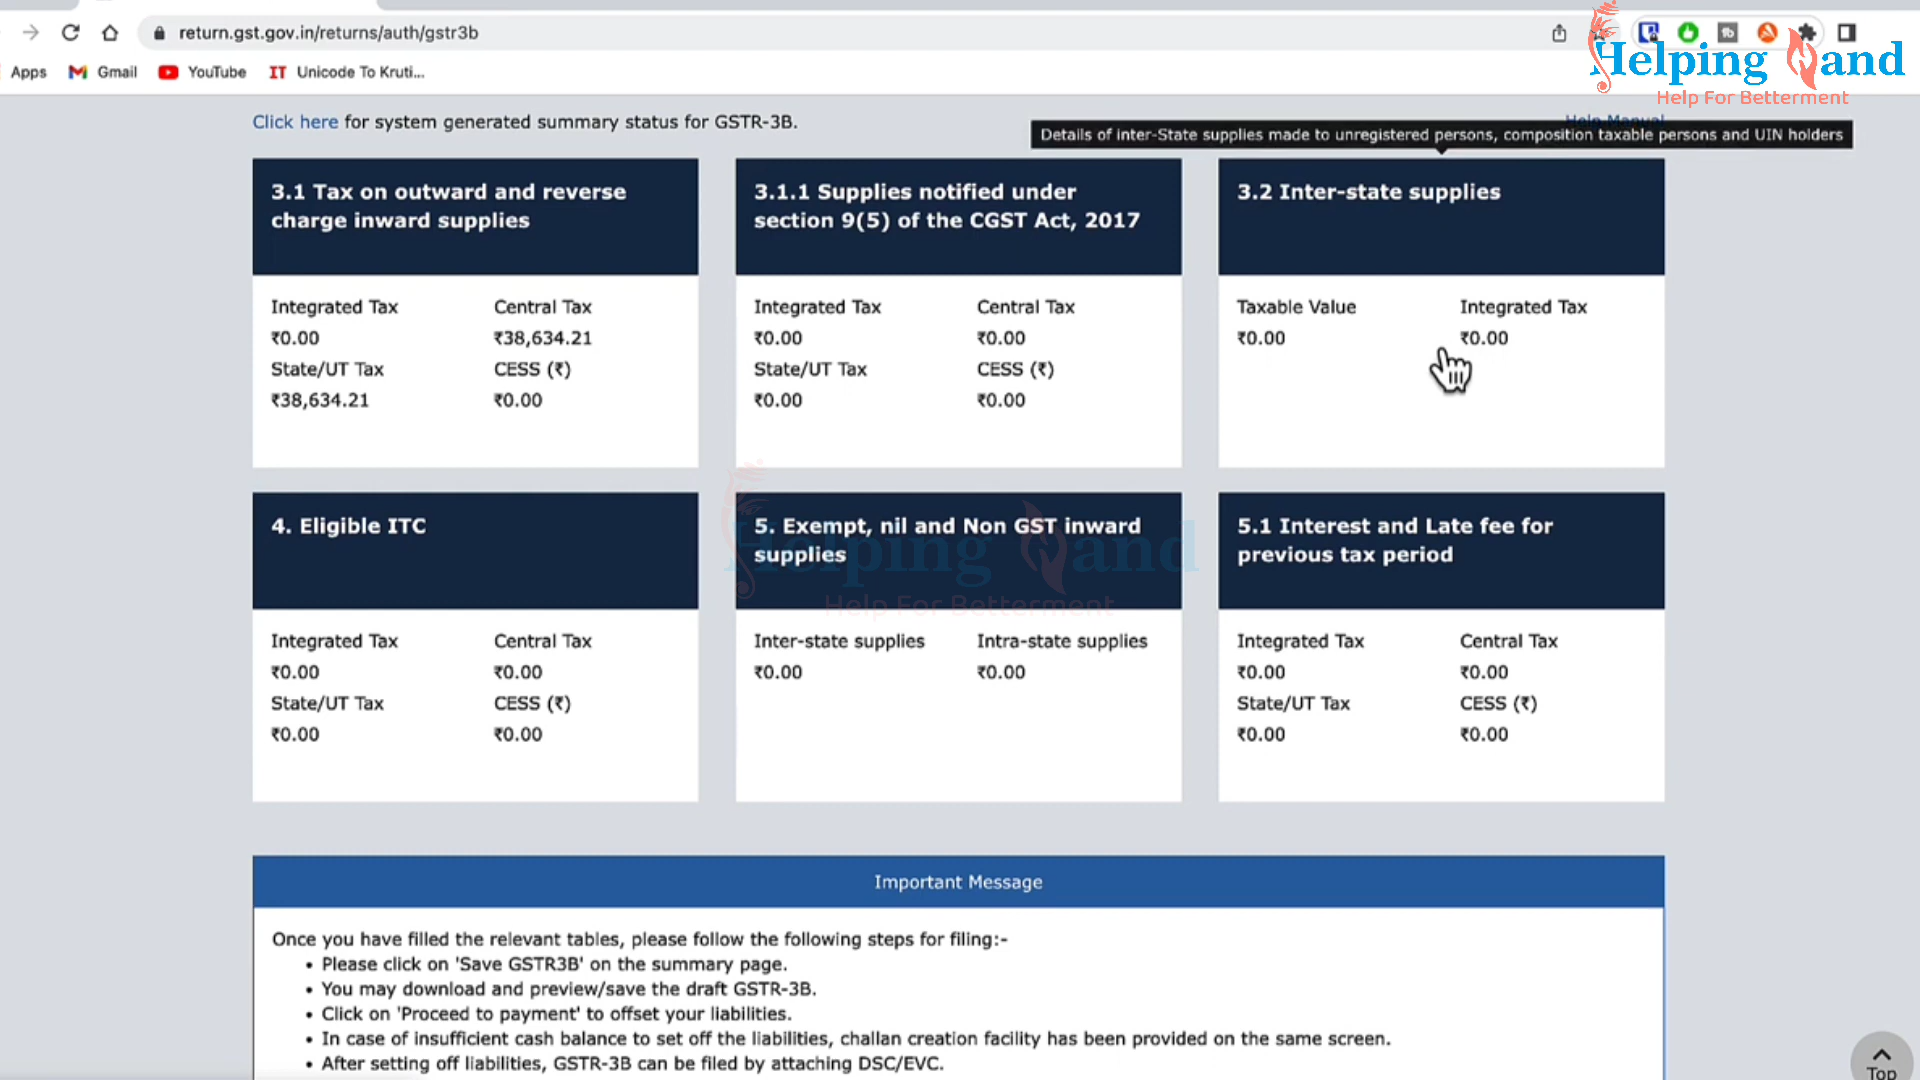 return.gst.gov.in/returns/auth/gstr3b
Apps Gmail YouTube IT Unicode To Kruti...
Helping Hand
Help For Betterment
Click here for system generated summary status for GSTR-3B.
Help Manual
Details of inter-State supplies made to unregistered persons, composition taxable persons and UIN holders
3.1 Tax on outward and reverse
charge inward supplies
Integrated Tax Central Tax
₹0.00 ₹38,634.21
State/UT Tax CESS (₹)
₹38,634.21 ₹0.00
3.1.1 Supplies notified under
section 9(5) of the CGST Act, 2017
Integrated Tax Central Tax
₹0.00 ₹0.00
State/UT Tax CESS (₹)
₹0.00 ₹0.00
3.2 Inter-state supplies
Taxable Value Integrated Tax
₹0.00 ₹0.00
4. Eligible ITC
Integrated Tax Central Tax
₹0.00 ₹0.00
State/UT Tax CESS (₹)
₹0.00 ₹0.00
5. Exempt, nil and Non GST inward
supplies
Helping Hand
Help For Betterment
Inter-state supplies Intra-state supplies
₹0.00 ₹0.00
5.1 Interest and Late fee for
previous tax period
Integrated Tax Central Tax
₹0.00 ₹0.00
State/UT Tax CESS (₹)
₹0.00 ₹0.00
Important Message
Once you have filled the relevant tables, please follow the following steps for filing:-
• Please click on 'Save GSTR3B' on the summary page.
• You may download and preview/save the draft GSTR-3B.
• Click on 'Proceed to payment' to offset your liabilities.
• In case of insufficient cash balance to set off the liabilities, challan creation facility has been provided on the same screen.
• After setting off liabilities, GSTR-3B can be filed by attaching DSC/EVC.
Top